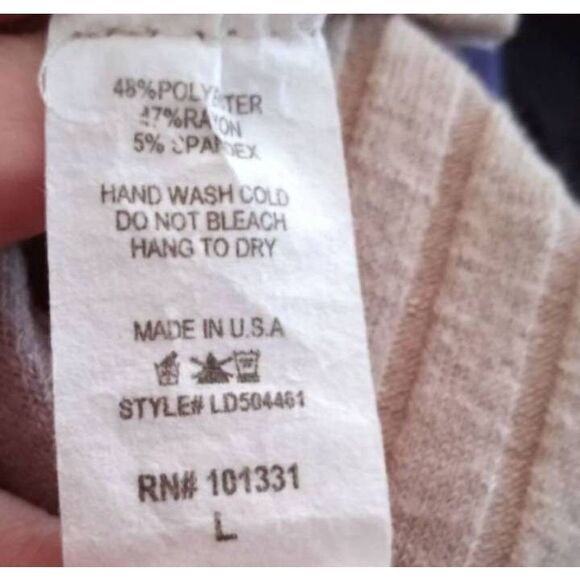 48%POLYESTER
47%RAYON
5% SPANDEX
HAND WASH COLD
DO NOT BLEACH
HANG TO DRY
MADE IN U.S.A
STYLE# LD504461
RN# 101331
L